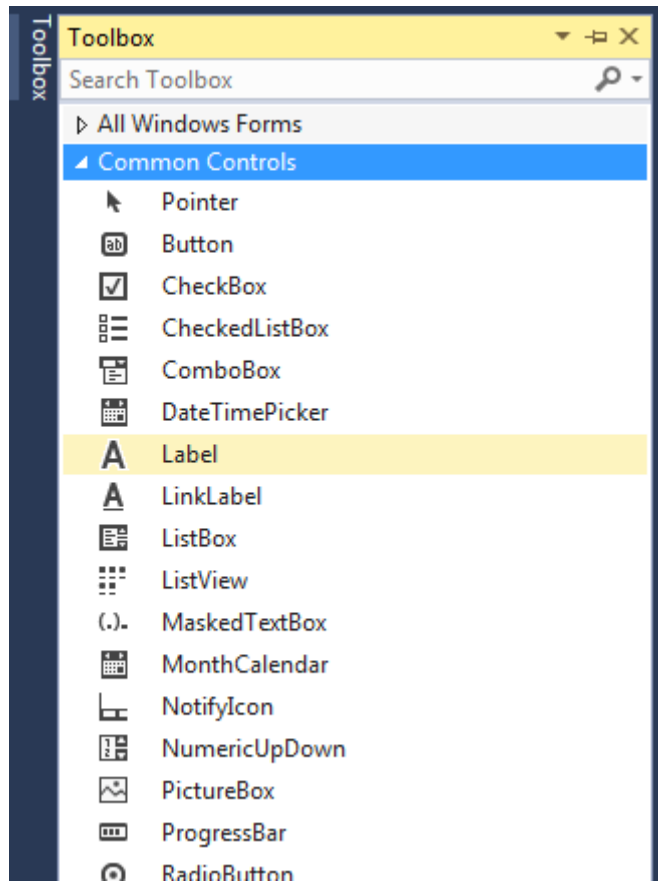 Toolbox
Toolbox
Search Toolbox
All Windows Forms
Common Controls
Pointer
Button
CheckBox
CheckedListBox
ComboBox
DateTimePicker
Label
LinkLabel
ListBox
ListView
MaskedTextBox
MonthCalendar
NotifyIcon
NumericUpDown
PictureBox
ProgressBar
RadioButton